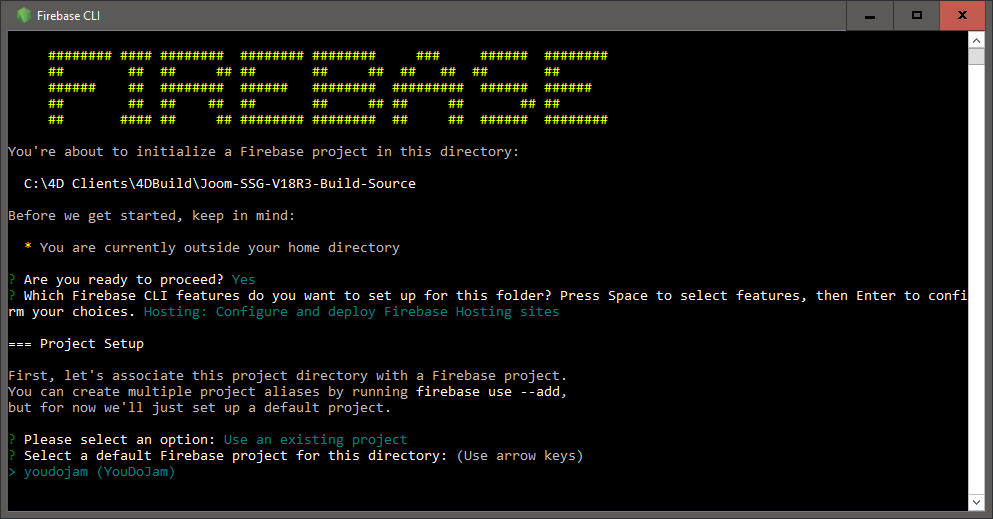 Firebase CLI
######## #### ########  ######## ########     ###     ######  ########
##        ##  ##     ## ##       ##     ##  ##   ##  ##       ##
######    ##  ########  ######   ########  #########  ######  ######
##        ##  ##    ##  ##       ##     ## ##     ##       ## ##
##       #### ##     ## ######## ########  ##     ##  ######  ########
You're about to initialize a Firebase project in this directory:
C:\4D Clients\4DBuild\Joom-SSG-V18R3-Build-Source
Before we get started, keep in mind:
* You are currently outside your home directory
? Are you ready to proceed? Yes
? Which Firebase CLI features do you want to set up for this folder? Press Space to select features, then Enter to confi
rm your choices. Hosting: Configure and deploy Firebase Hosting sites
=== Project Setup
First, let's associate this project directory with a Firebase project.
You can create multiple project aliases by running firebase use --add,
but for now we'll just set up a default project.
? Please select an option: Use an existing project
? Select a default Firebase project for this directory: (Use arrow keys)
> youdojam (YouDoJam)